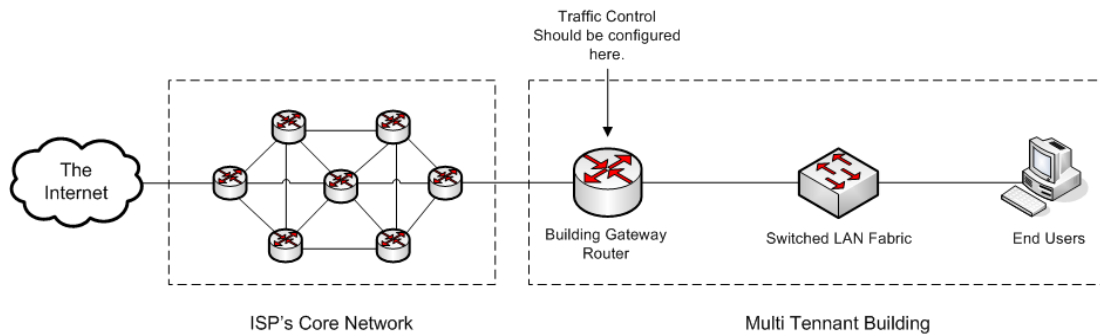 Traffic Control
Should be configured
here.
The
Internet
Building Gateway
Router
Switched LAN Fabric
End Users
ISP's Core Network
Multi Tennant Building